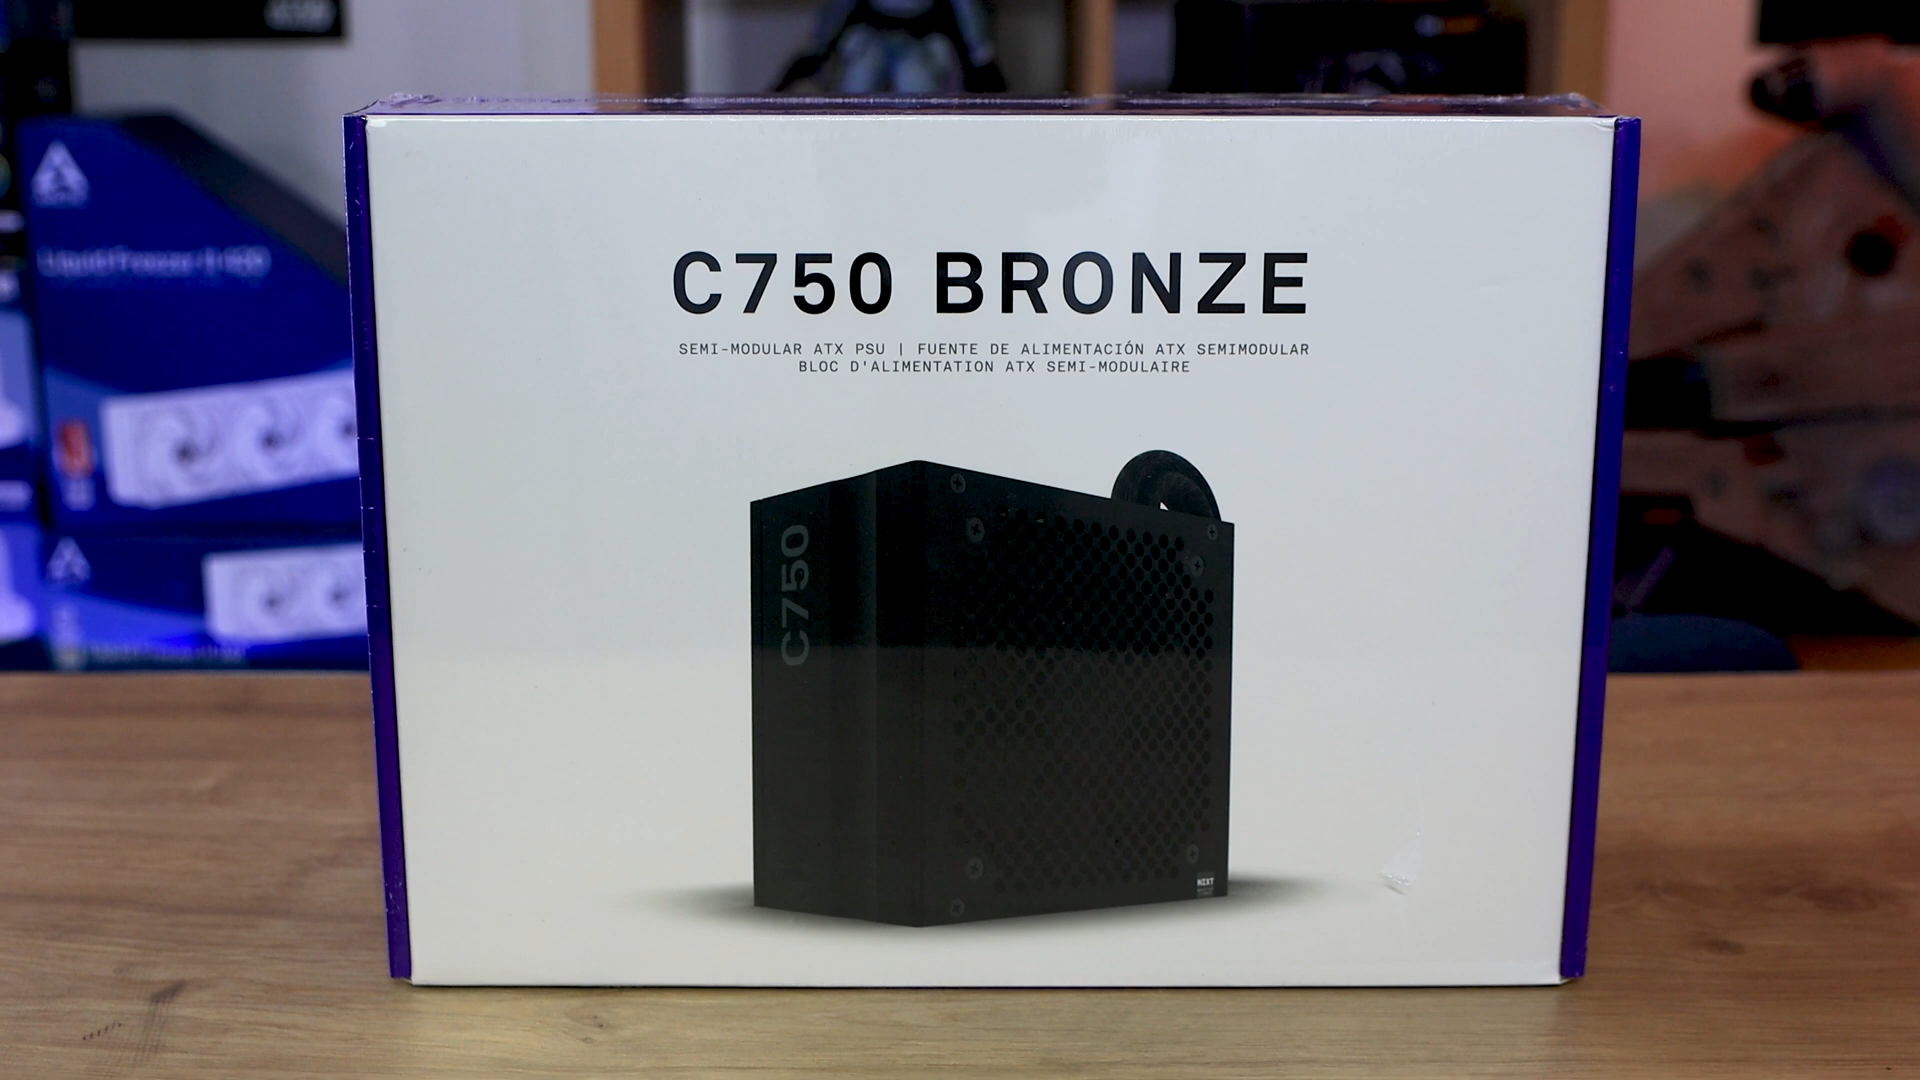 C750 BRONZE
SEMI-MODULAR ATX PSU | FUENTE DE ALIMENTACIÓN ATX SEMIMODULAR
BLOC D'ALIMENTATION ATX SEMI-MODULAIRE
C750
NZXT